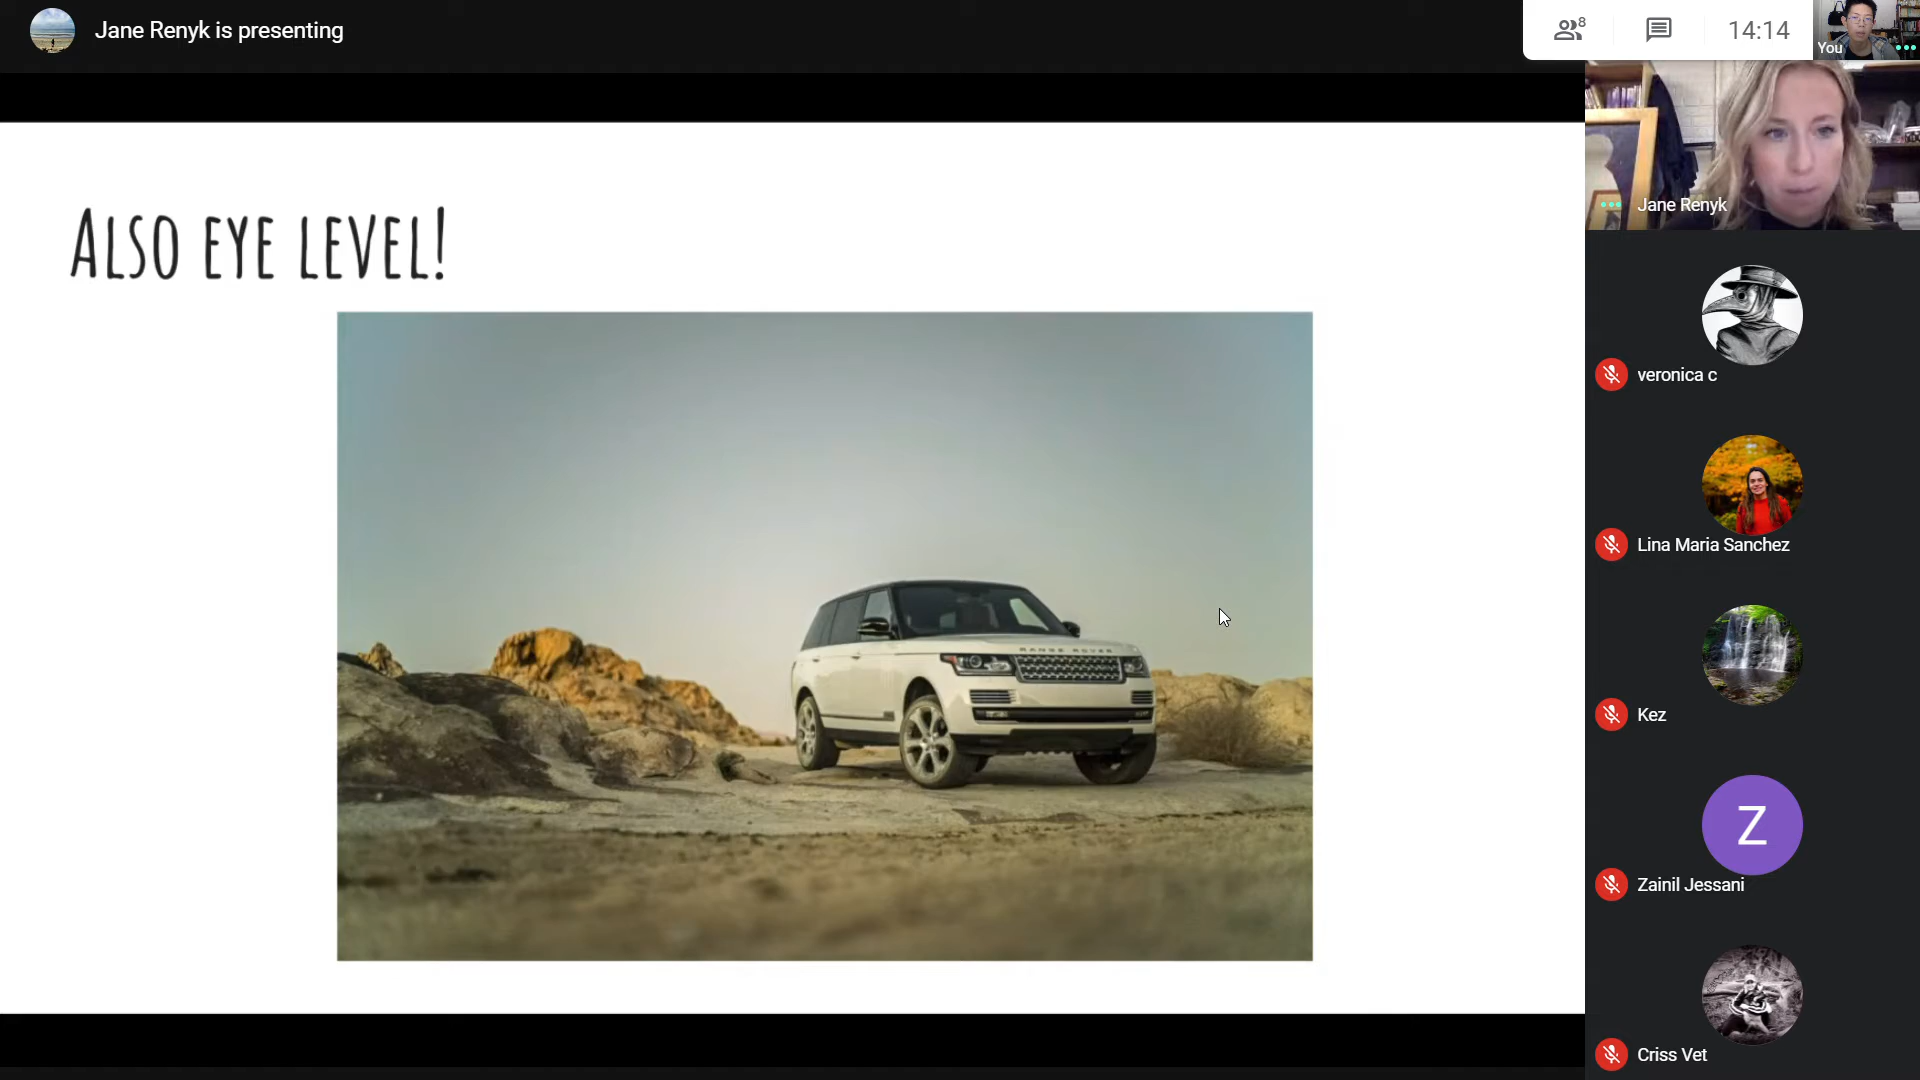 Jane Renyk is presenting
8
14:14
You
ALSO EYE LEVEL!
RANGE ROVER
Jane Renyk
veronica c
Lina Maria Sanchez
Kez
Z
Zainil Jessani
Criss Vet